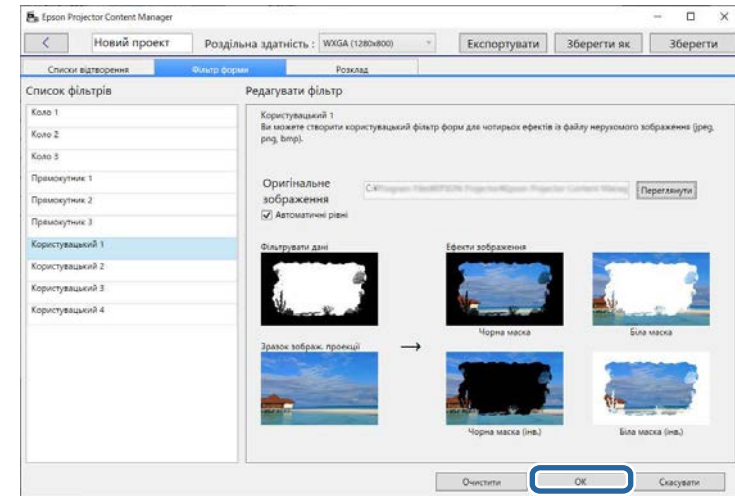 Epson Projector Content Manager
Новий проект
Роздільна здатність :
WXGA (1280x800)
Експортувати
Зберегти як
Зберегти
Списки відтворення
Фільтр форми
Розклад
Список фільтрів
Коло 1
Коло 2
Коло 3
Прямокутник 1
Прямокутник 2
Прямокутник 3
Користувацький 1
Користувацький 2
Користувацький 3
Користувацький 4
Редагувати фільтр
Користувацький 1
Ви можете створити користувацький фільтр форм для чотирьох ефектів із файлу нерухомого зображення (jpeg,
png, bmp).
Оригінальне
зображення
Переглянути
Автоматичні рівні
Фільтрувати дані
Ефекти зображення
Чорна маска
Біла маска
Зразок зображ. проекції
→
Чорна маска (інв.)
Біла маска (інв.)
Очистити
ОК
Скасувати